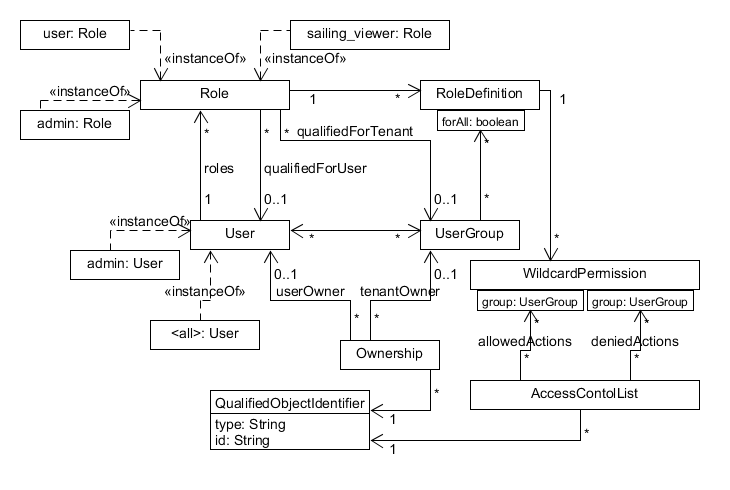 user: Role
sailing_viewer: Role
«instanceOf»
«instanceOf»
«instanceOf»
Role
1
*
RoleDefinition
1
forAll: boolean
admin: Role
*
*
*
qualifiedForTenant
*
roles
qualifiedForUser
1
0..1
0..1
*
«instanceOf»
User
*
*
UserGroup
*
admin: User
0..1
0..1
WildcardPermission
«instanceOf»
userOwner
tenantOwner
group: UserGroup
group: UserGroup
*
*
*
*
<all>: User
allowedActions
deniedActions
Ownership
*
*
*
AccessContolList
QualifiedObjectIdentifier
1
type: String
id: String
*
1